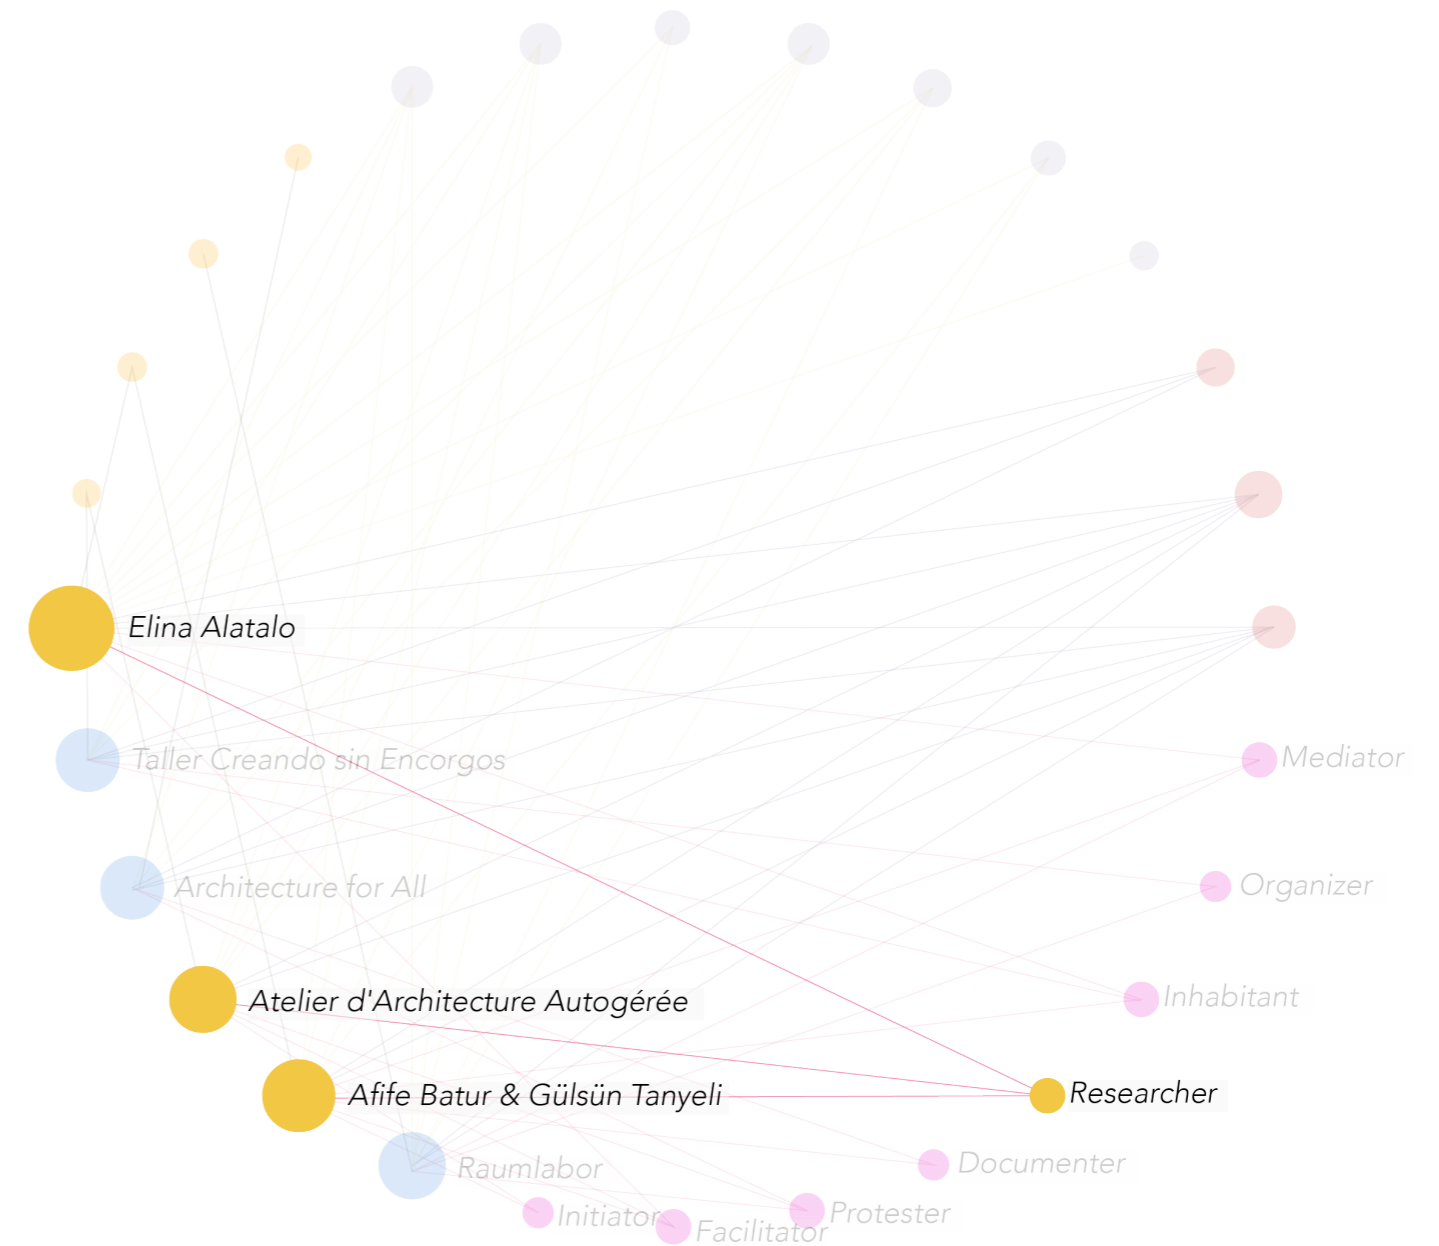 Elina Alatalo
Taller Creando sin Encorgos
Mediator
Architecture for All
Organizer
Atelier d'Architecture Autogérée
Inhabitant
Afife Batur & Gülsün Tanyeli
Researcher
Raumlabor
Documenter
Initiator
Facilitator
Protester